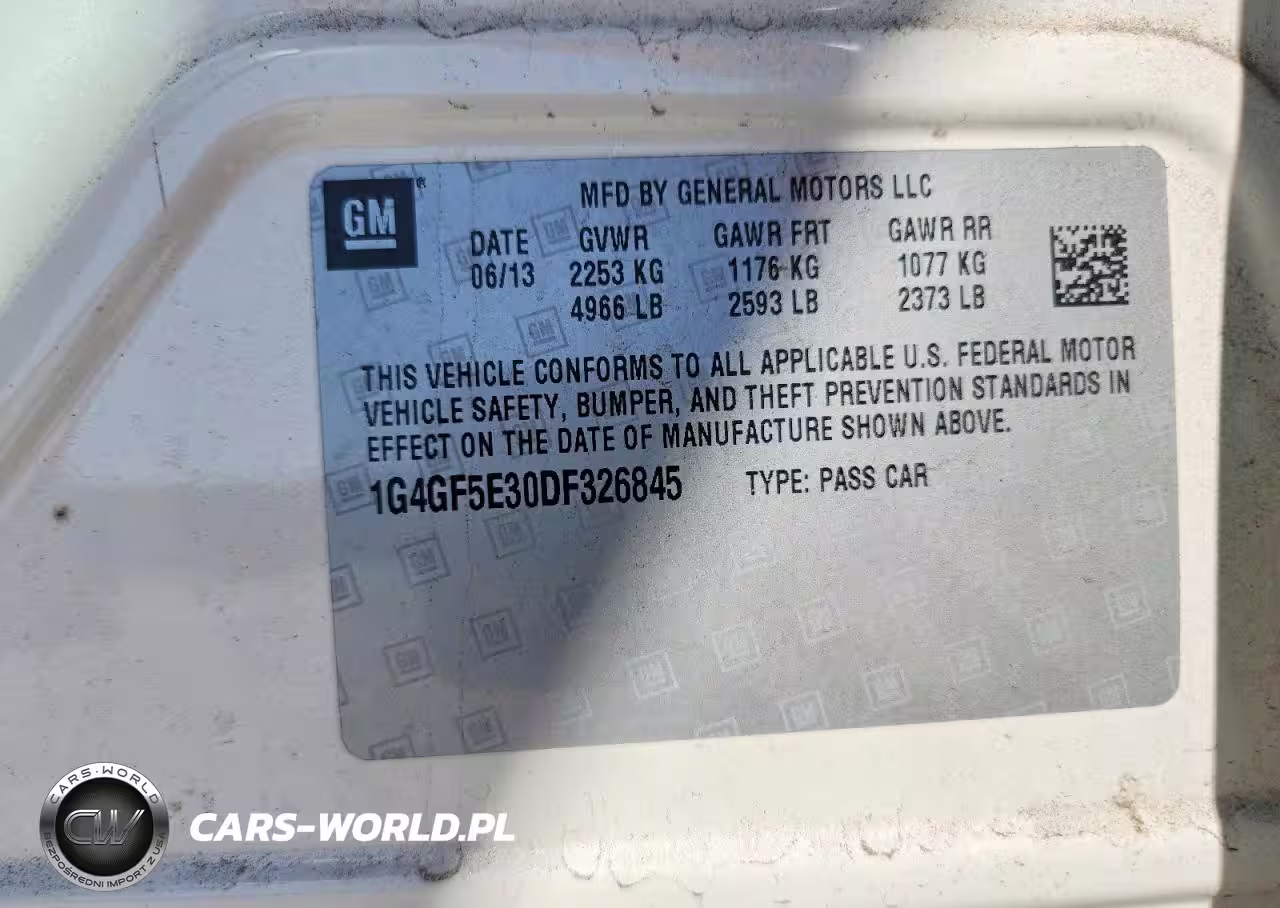 GM®
MFD BY GENERAL MOTORS LLC
DATE GVWR GAWR FRT GAWR RR
06/13 2253 KG 1176 KG 1077 KG
4966 LB 2593 LB 2373 LB
THIS VEHICLE CONFORMS TO ALL APPLICABLE U.S. FEDERAL MOTOR
VEHICLE SAFETY, BUMPER, AND THEFT PREVENTION STANDARDS IN
EFFECT ON THE DATE OF MANUFACTURE SHOWN ABOVE.
1G4GF5E30DF326845 TYPE: PASS CAR
CARS-WORLD
CW
BEZPOŚREDNI IMPORT Z USA
CARS-WORLD.PL